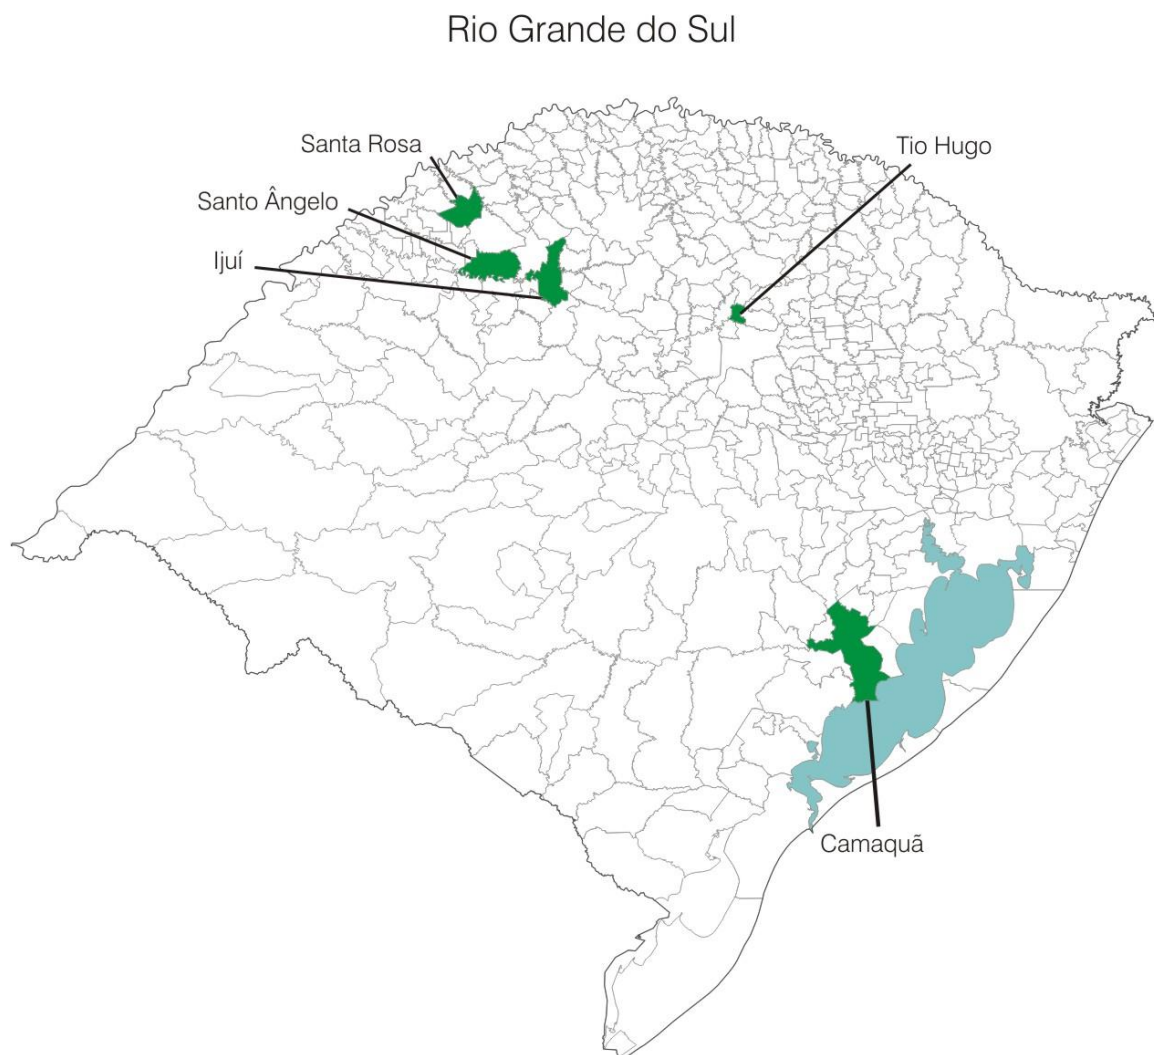 Rio Grande do Sul
Santa Rosa
Tio Hugo
Santo Ângelo
Ijuí
Camaquã